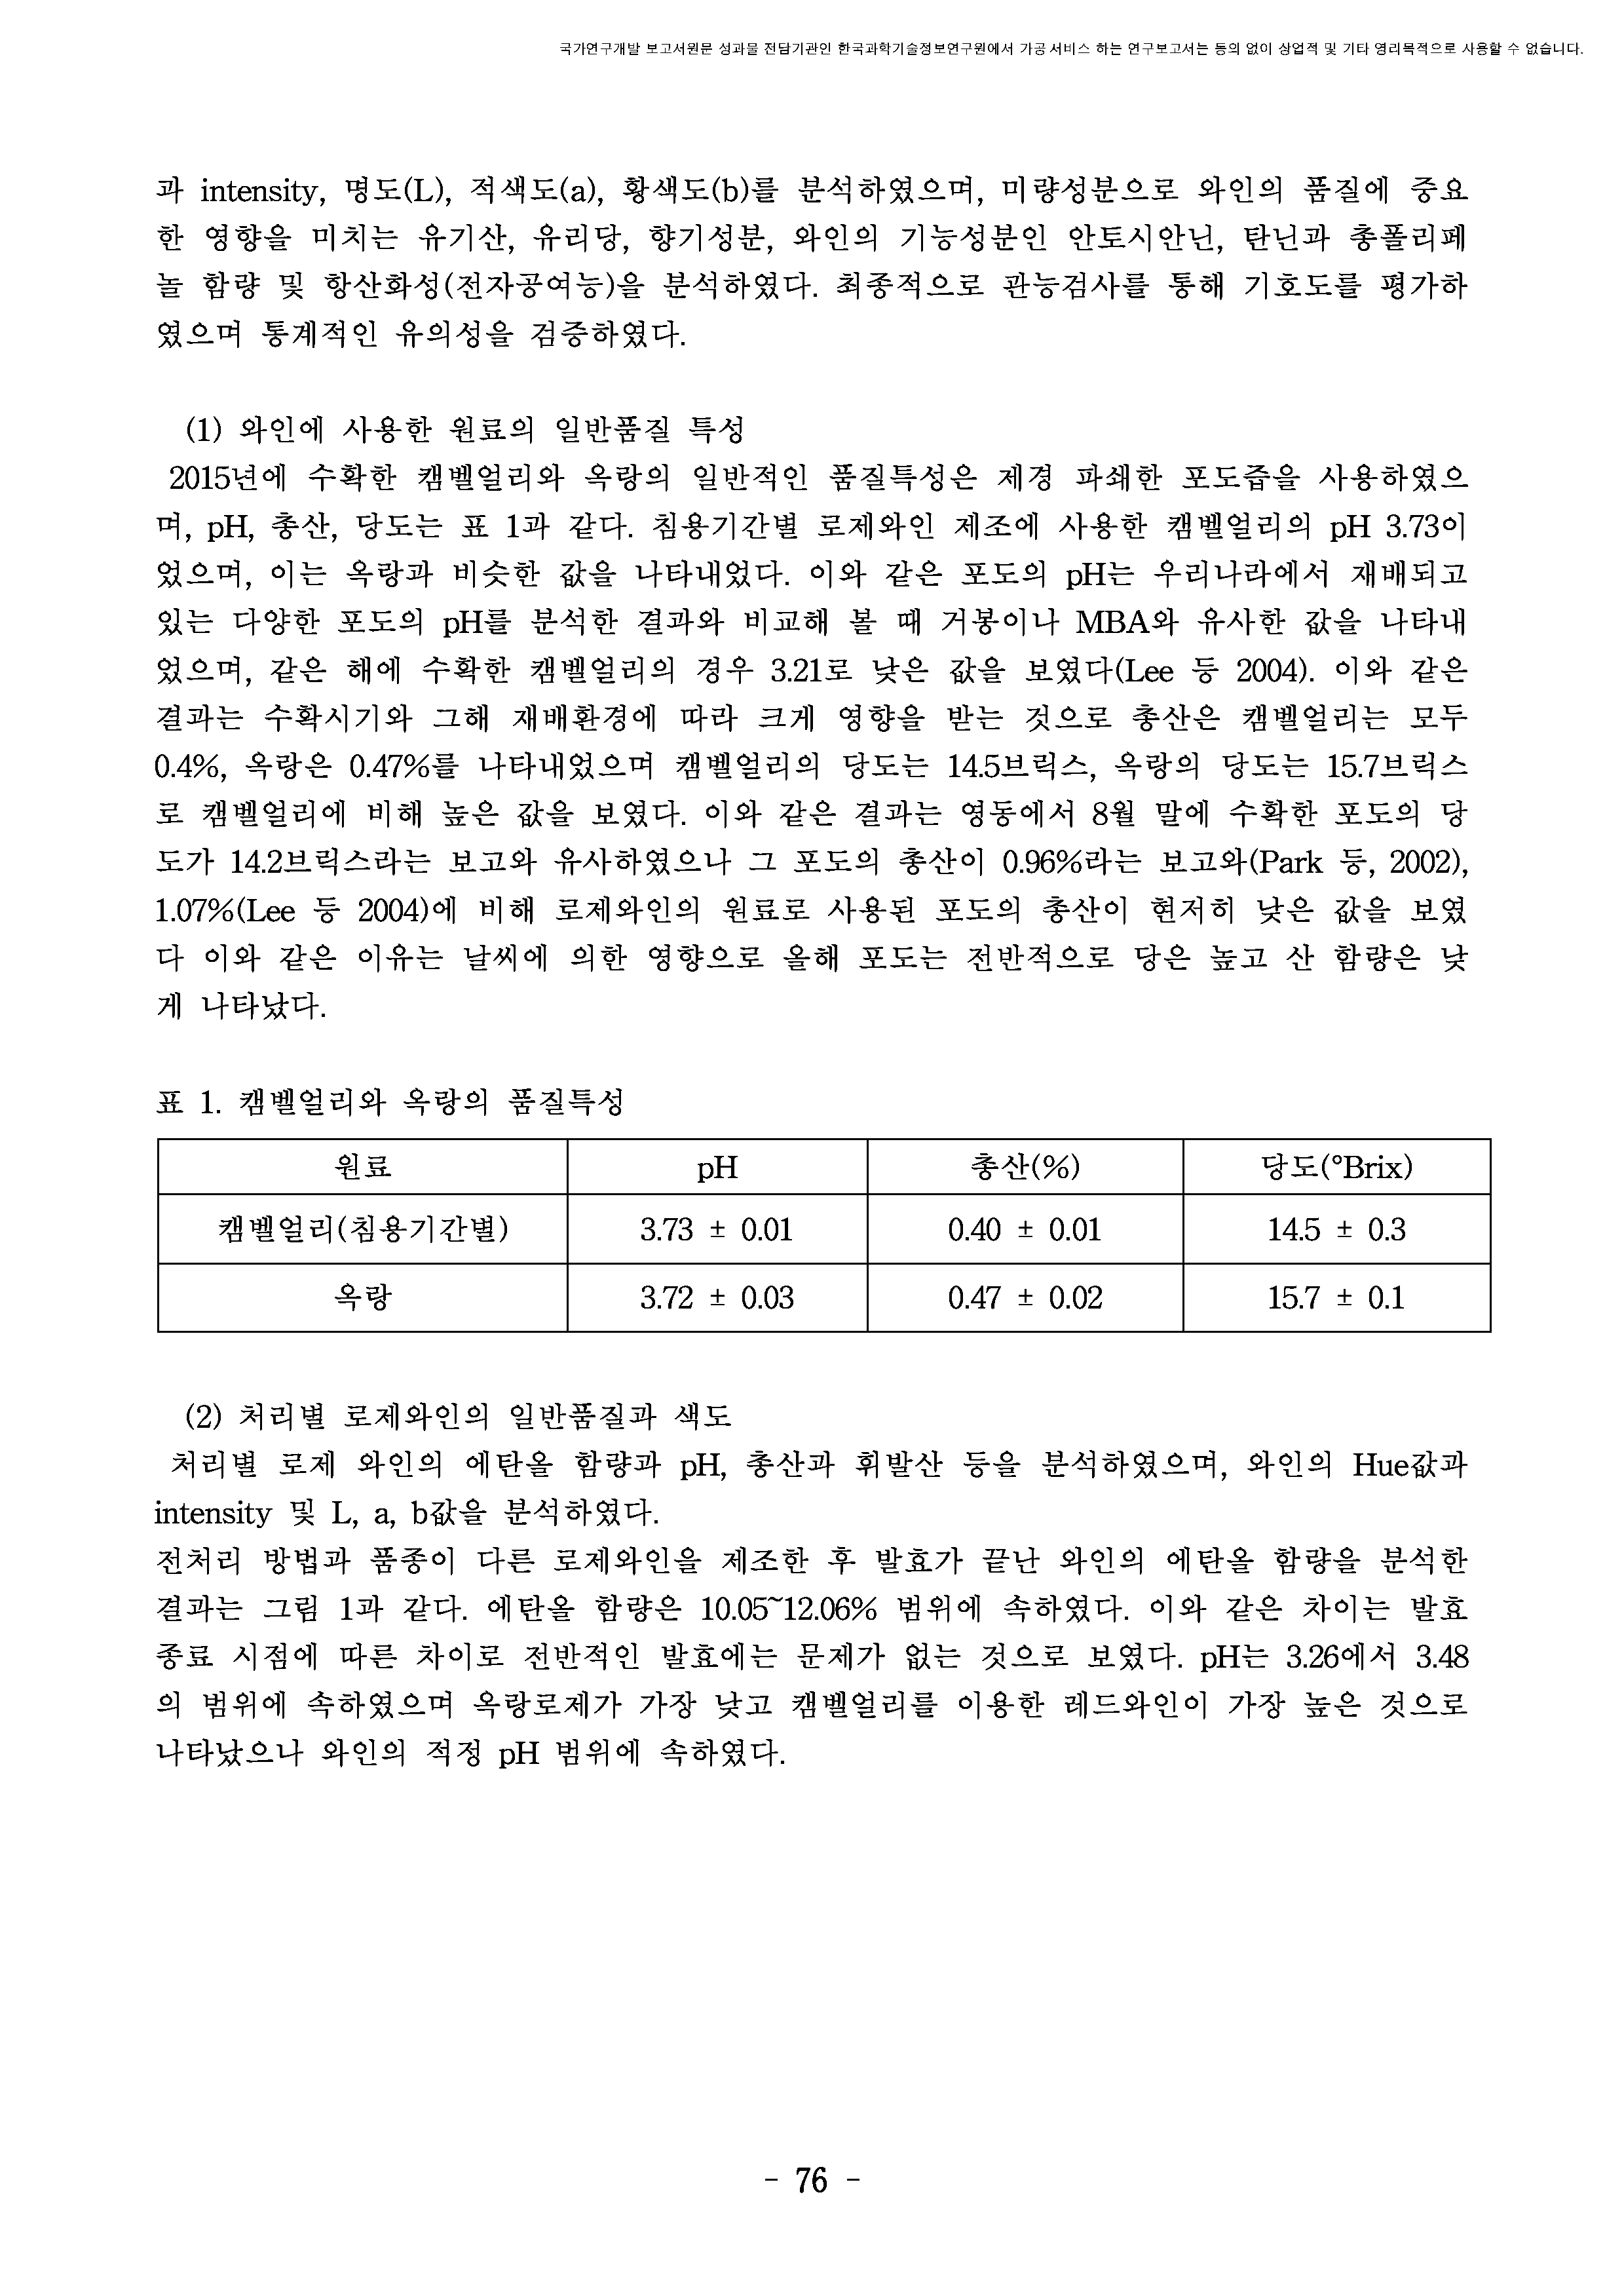 국가연구개발 보고서원문 성과물 전담기관인 한국과학기술정보연구원에서 가공·서비스 하는 연구보고서는 동의 없이 상업적 및 기타 영리목적으로 사용할 수 없습니다.
과 intensity, 명도(L), 적색도(a), 황색도(b)를 분석하였으며, 미량성분으로 와인의 품질에 중요
한 영향을 미치는 유기산, 유리당, 향기성분, 와인의 기능성분인 안토시안닌, 탄닌과 총폴리페
놀 함량 및 항산화성(전자공여능)을 분석하였다. 최종적으로 관능검사를 통해 기호도를 평가하
였으며 통계적인 유의성을 검증하였다.
(1) 와인에 사용한 원료의 일반품질 특성
2015년에 수확한 캠벨얼리와 옥랑의 일반적인 품질특성은 제경 파쇄한 포도즙을 사용하였으
며, pH, 총산, 당도는 표 1과 같다. 침용기간별 로제와인 제조에 사용한 캠벨얼리의 pH 3.73이
었으며, 이는 옥랑과 비슷한 값을 나타내었다. 이와 같은 포도의 pH는 우리나라에서 재배되고
있는 다양한 포도의 pH를 분석한 결과와 비교해 볼 때 거봉이나 MBA와 유사한 값을 나타내
었으며, 같은 해에 수확한 캠벨얼리의 경우 3.21로 낮은 값을 보였다(Lee 등 2004). 이와 같은
결과는 수확시기와 그해 재배환경에 따라 크게 영향을 받는 것으로 총산은 캠벨얼리는 모두
0.4%, 옥랑은 0.47%를 나타내었으며 캠벨얼리의 당도는 14.5브릭스, 옥랑의 당도는 15.7브릭스
로 캠벨얼리에 비해 높은 값을 보였다. 이와 같은 결과는 영동에서 8월 말에 수확한 포도의 당
도가 14.2브릭스라는 보고와 유사하였으나 그 포도의 총산이 0.96%라는 보고와(Park 등, 2002),
1.07%(Lee 등 2004)에 비해 로제와인의 원료로 사용된 포도의 총산이 현저히 낮은 값을 보였
다 이와 같은 이유는 날씨에 의한 영향으로 올해 포도는 전반적으로 당은 높고 산 함량은 낮
게 나타났다.
표 1. 캠벨얼리와 옥랑의 품질특성
원료 pH 총산(%) 당도(°Brix)
캠벨얼리(침용기간별) 3.73 ± 0.01 0.40 ± 0.01 14.5 ± 0.3
옥랑 3.72 ± 0.03 0.47 ± 0.02 15.7 ± 0.1
(2) 처리별 로제와인의 일반품질과 색도
처리별 로제 와인의 에탄올 함량과 pH, 총산과 휘발산 등을 분석하였으며, 와인의 Hue값과
intensity 및 L, a, b값을 분석하였다.
전처리 방법과 품종이 다른 로제와인을 제조한 후 발효가 끝난 와인의 에탄올 함량을 분석한
결과는 그림 1과 같다. 에탄올 함량은 10.05~12.06% 범위에 속하였다. 이와 같은 차이는 발효
종료 시점에 따른 차이로 전반적인 발효에는 문제가 없는 것으로 보였다. pH는 3.26에서 3.48
의 범위에 속하였으며 옥랑로제가 가장 낮고 캠벨얼리를 이용한 레드와인이 가장 높은 것으로
나타났으나 와인의 적정 pH 범위에 속하였다.
- 76 -